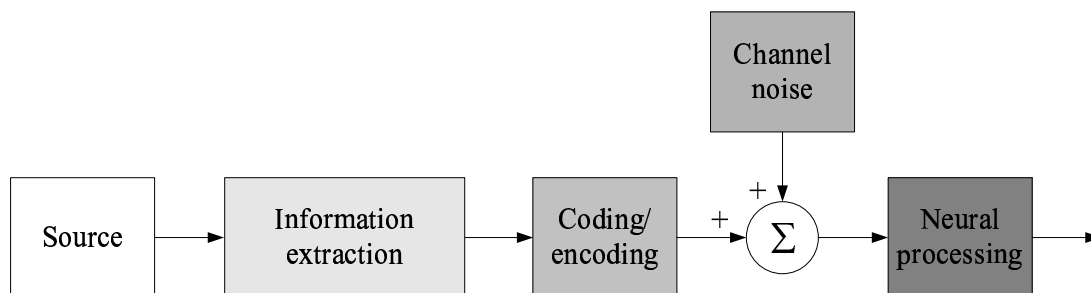 Channel
noise
Source
Information
extraction
Coding/
encoding
+
+
Σ
Neural
processing